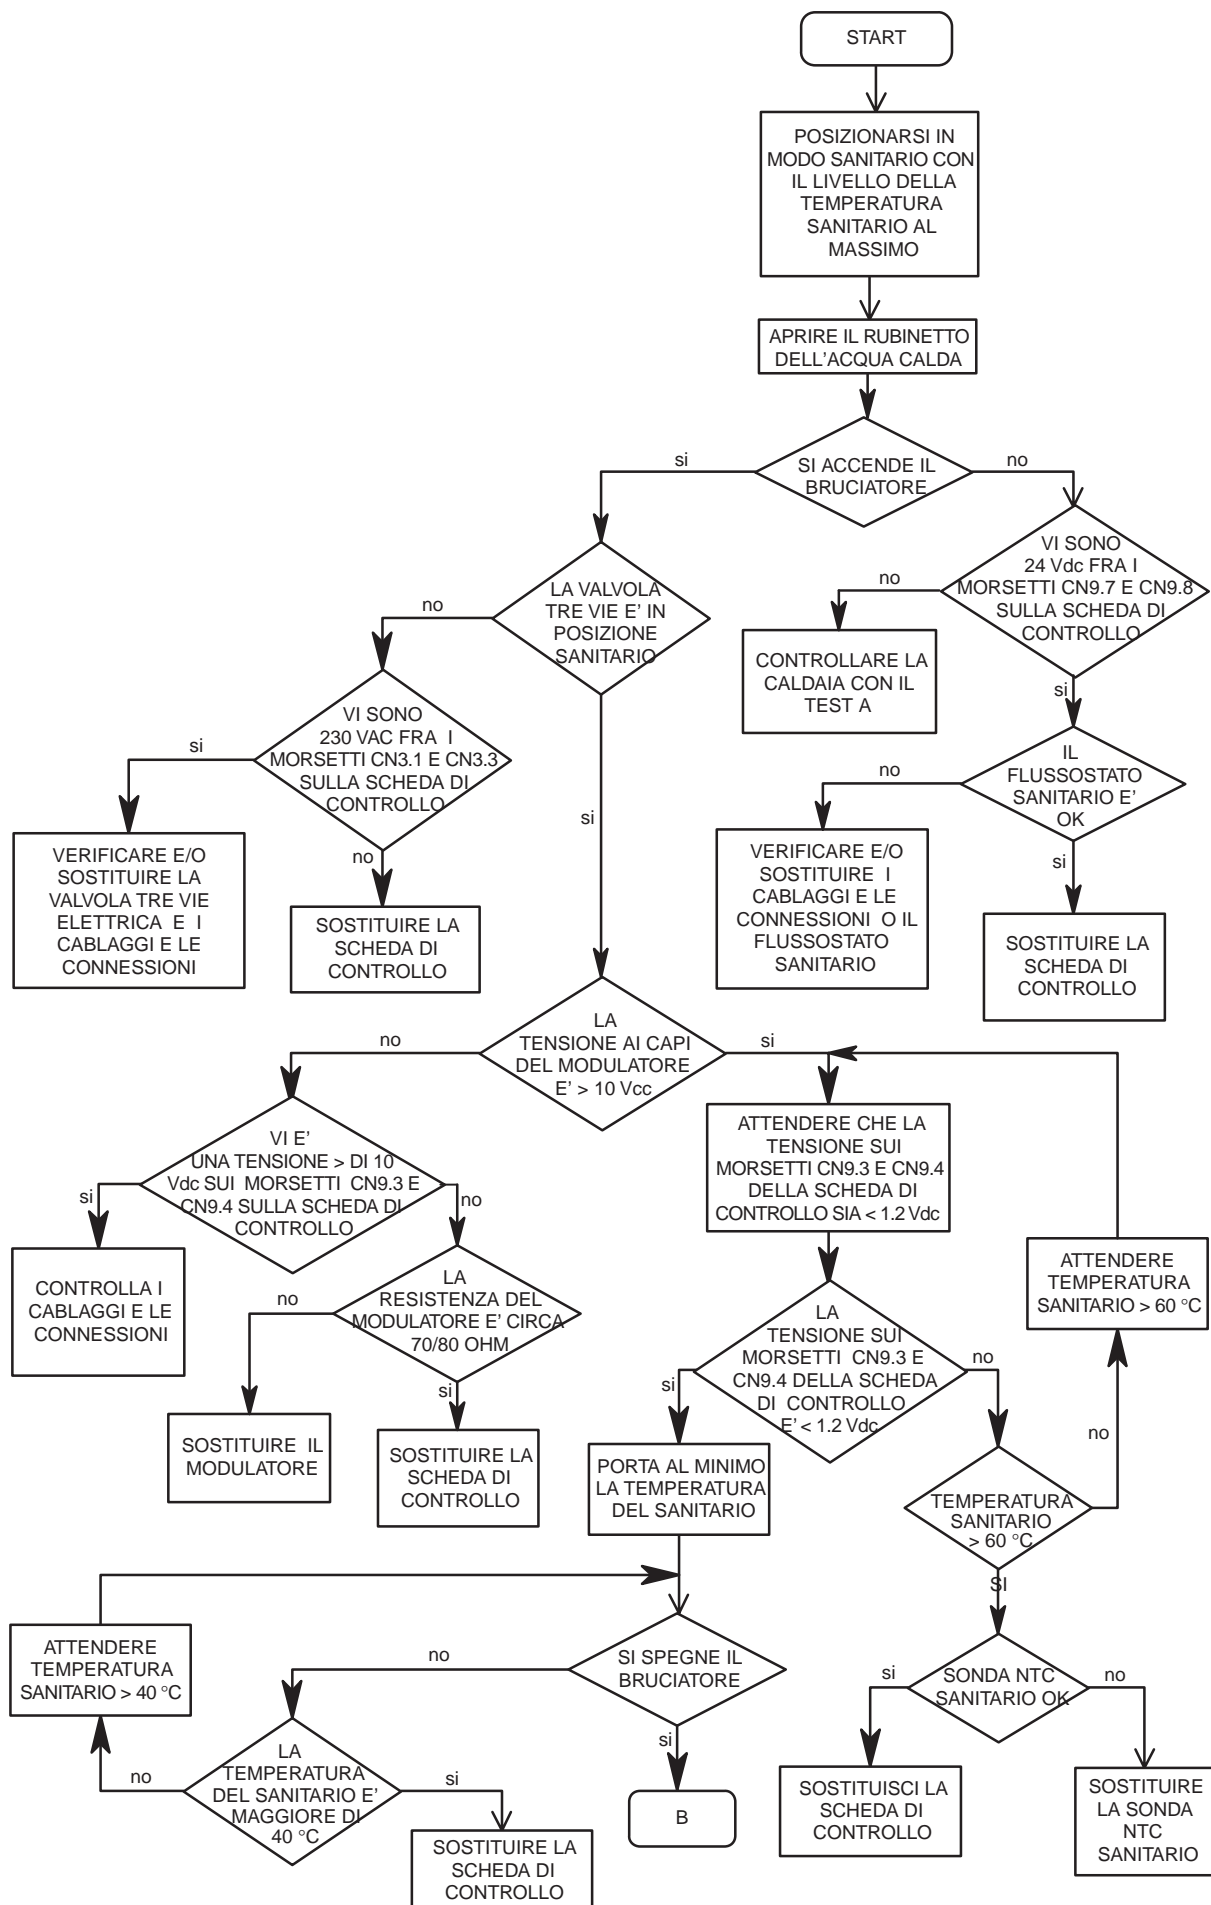 START
POSIZIONARSI IN
MODO SANITARIO CON
IL LIVELLO DELLA
TEMPERATURA
SANITARIO AL
MASSIMO
APRIRE IL RUBINETTO
DELL'ACQUA CALDA
si
SI ACCENDE IL
BRUCIATORE
no
LA VALVOLA
TRE VIE E' IN
POSIZIONE
SANITARIO
no
VI SONO
24 Vdc FRA I
MORSETTI CN9.7 E CN9.8
SULLA SCHEDA DI
CONTROLLO
no
CONTROLLARE LA
CALDAIA CON IL
TEST A
si
VI SONO
230 VAC FRA I
MORSETTI CN3.1 E CN3.3
SULLA SCHEDA DI
CONTROLLO
si
IL
FLUSSOSTATO
SANITARIO E'
OK
no
si
VERIFICARE E/O
SOSTITUIRE LA
VALVOLA TRE VIE
ELETTRICA E I
CABLAGGI E LE
CONNESSIONI
no
SOSTITUIRE LA
SCHEDA DI
CONTROLLO
VERIFICARE E/O
SOSTITUIRE I
CABLAGGI E LE
CONNESSIONI O IL
FLUSSOSTATO
SANITARIO
si
SOSTITUIRE LA
SCHEDA DI
CONTROLLO
no
LA
TENSIONE AI CAPI
DEL MODULATORE
E' > 10 Vcc
si
VI E'
UNA TENSIONE > DI 10
Vdc SUI MORSETTI CN9.3 E
CN9.4 SULLA SCHEDA DI
CONTROLLO
si
no
ATTENDERE CHE LA
TENSIONE SUI
MORSETTI CN9.3 E CN9.4
DELLA SCHEDA DI
CONTROLLO SIA < 1.2 Vdc
ATTENDERE
TEMPERATURA
SANITARIO > 60 °C
CONTROLLA I
CABLAGGI E LE
CONNESSIONI
LA
RESISTENZA DEL
MODULATORE E' CIRCA
70/80 OHM
no
si
LA
TENSIONE SUI
MORSETTI CN9.3 E
CN9.4 DELLA SCHEDA
DI CONTROLLO
E' < 1.2 Vdc
no
si
no
SOSTITUIRE IL
MODULATORE
SOSTITUIRE LA
SCHEDA DI
CONTROLLO
PORTA AL MINIMO
LA TEMPERATURA
DEL SANITARIO
TEMPERATURA
SANITARIO
> 60 °C
SI
ATTENDERE
TEMPERATURA
SANITARIO > 40 °C
no
SI SPEGNE IL
BRUCIATORE
si
si
SONDA NTC
SANITARIO OK
no
no
LA
TEMPERATURA
DEL SANITARIO E'
MAGGIORE DI
40 °C
si
B
SOSTITUISCI LA
SCHEDA DI
CONTROLLO
SOSTITUIRE
LA SONDA
NTC
SANITARIO
SOSTITUIRE LA
SCHEDA DI
CONTROLLO